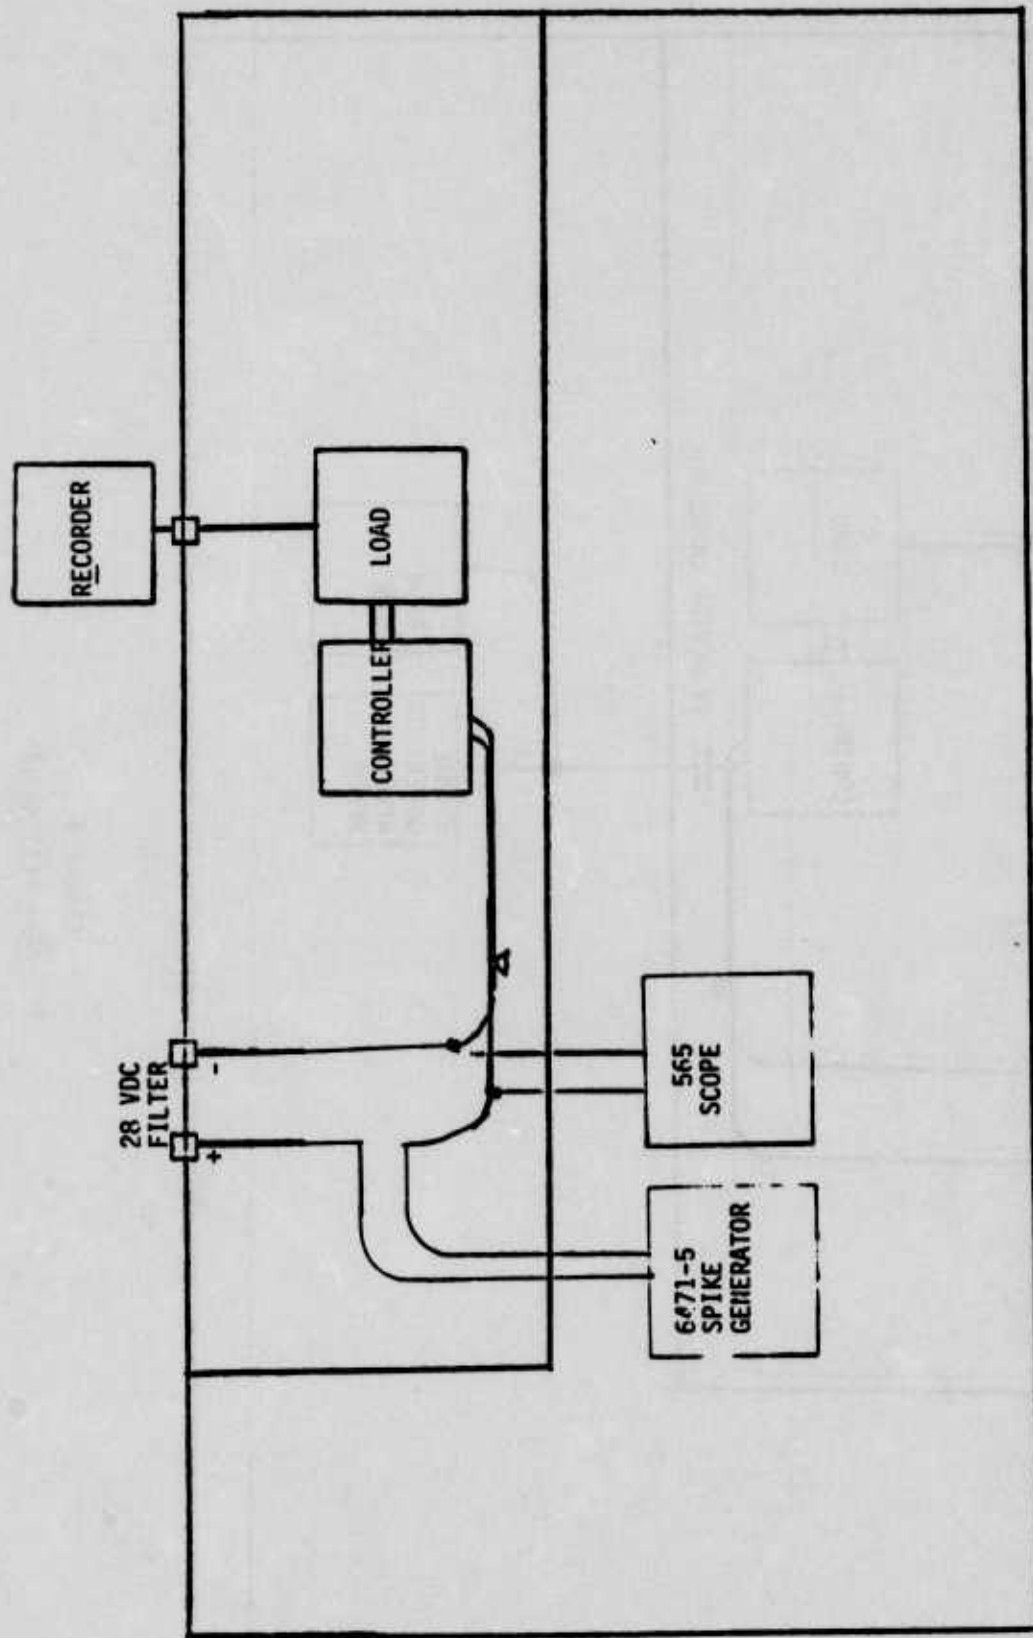 RECORDER
LOAD
CONTROLLER
28 VDC
FILTER
+
-
565
SCOPE
SPIKE
GENERATOR